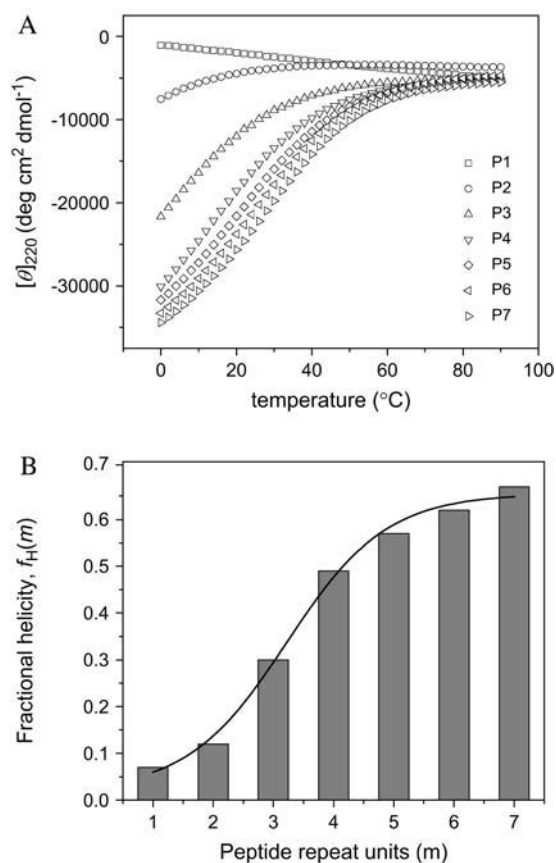 A
0
-10000
-20000
-30000
[θ]220 (deg cm2 dmol-1)
P1
P2
P3
P4
P5
P6
P7
0 20 40 60 80 100
temperature (°C)
B
0.7
0.6
0.5
0.4
0.3
0.2
0.1
0.0
Fractional helicity, fH(m)
1 2 3 4 5 6 7
Peptide repeat units (m)